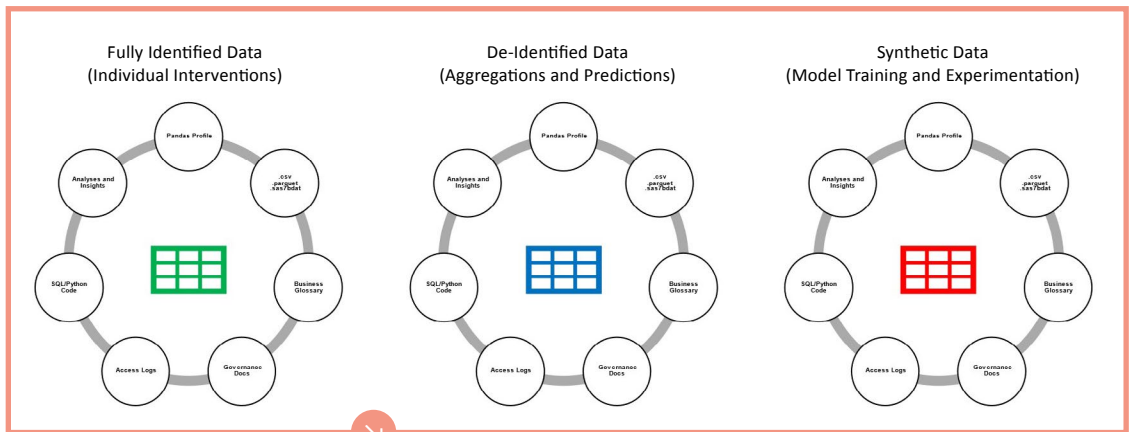 Fully Identified Data
(Individual Interventions)
Pandas Profile
.csv
.parquet
.sas7bdat
Business
Glossary
Governance
Docs
Access Logs
SQL/Python
Code
Analyses and
Insights
De-Identified Data
(Aggregations and Predictions)
Pandas Profile
.csv
.parquet
.sas7bdat
Business
Glossary
Governance
Docs
Access Logs
SQL/Python
Code
Analyses and
Insights
Synthetic Data
(Model Training and Experimentation)
Pandas Profile
.csv
.parquet
.sas7bdat
Business
Glossary
Governance
Docs
Access Logs
SQL/Python
Code
Analyses and
Insights